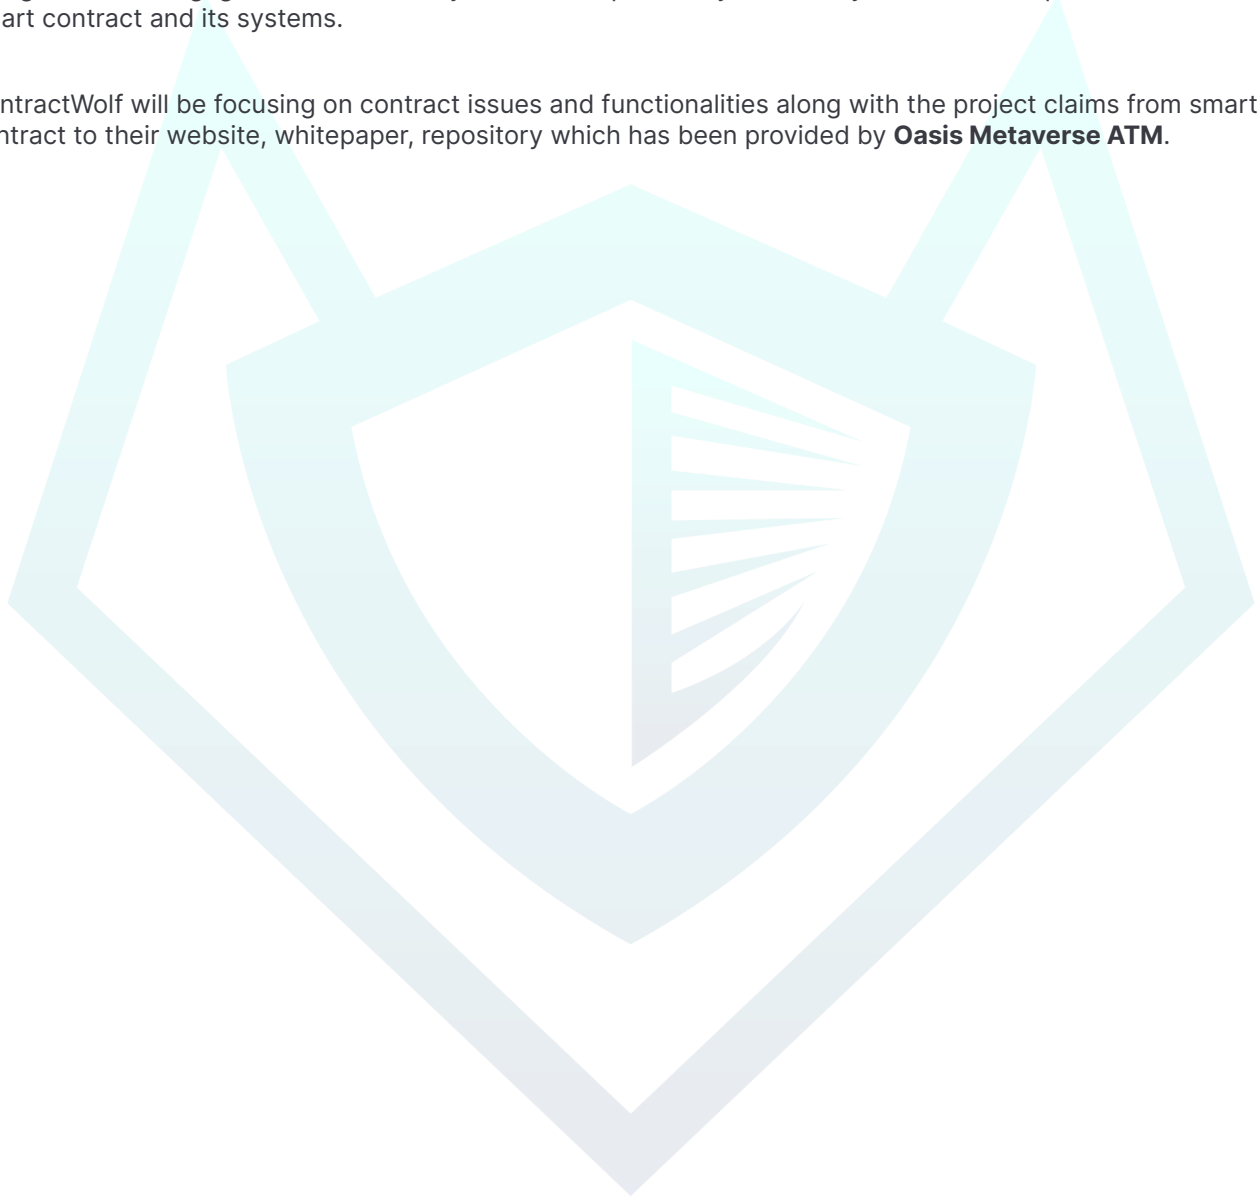 art contract and its systems.
ntractWolf will be focusing on contract issues and functionalities along with the project claims from smart
ntract to their website, whitepaper, repository which has been provided by Oasis Metaverse ATM.